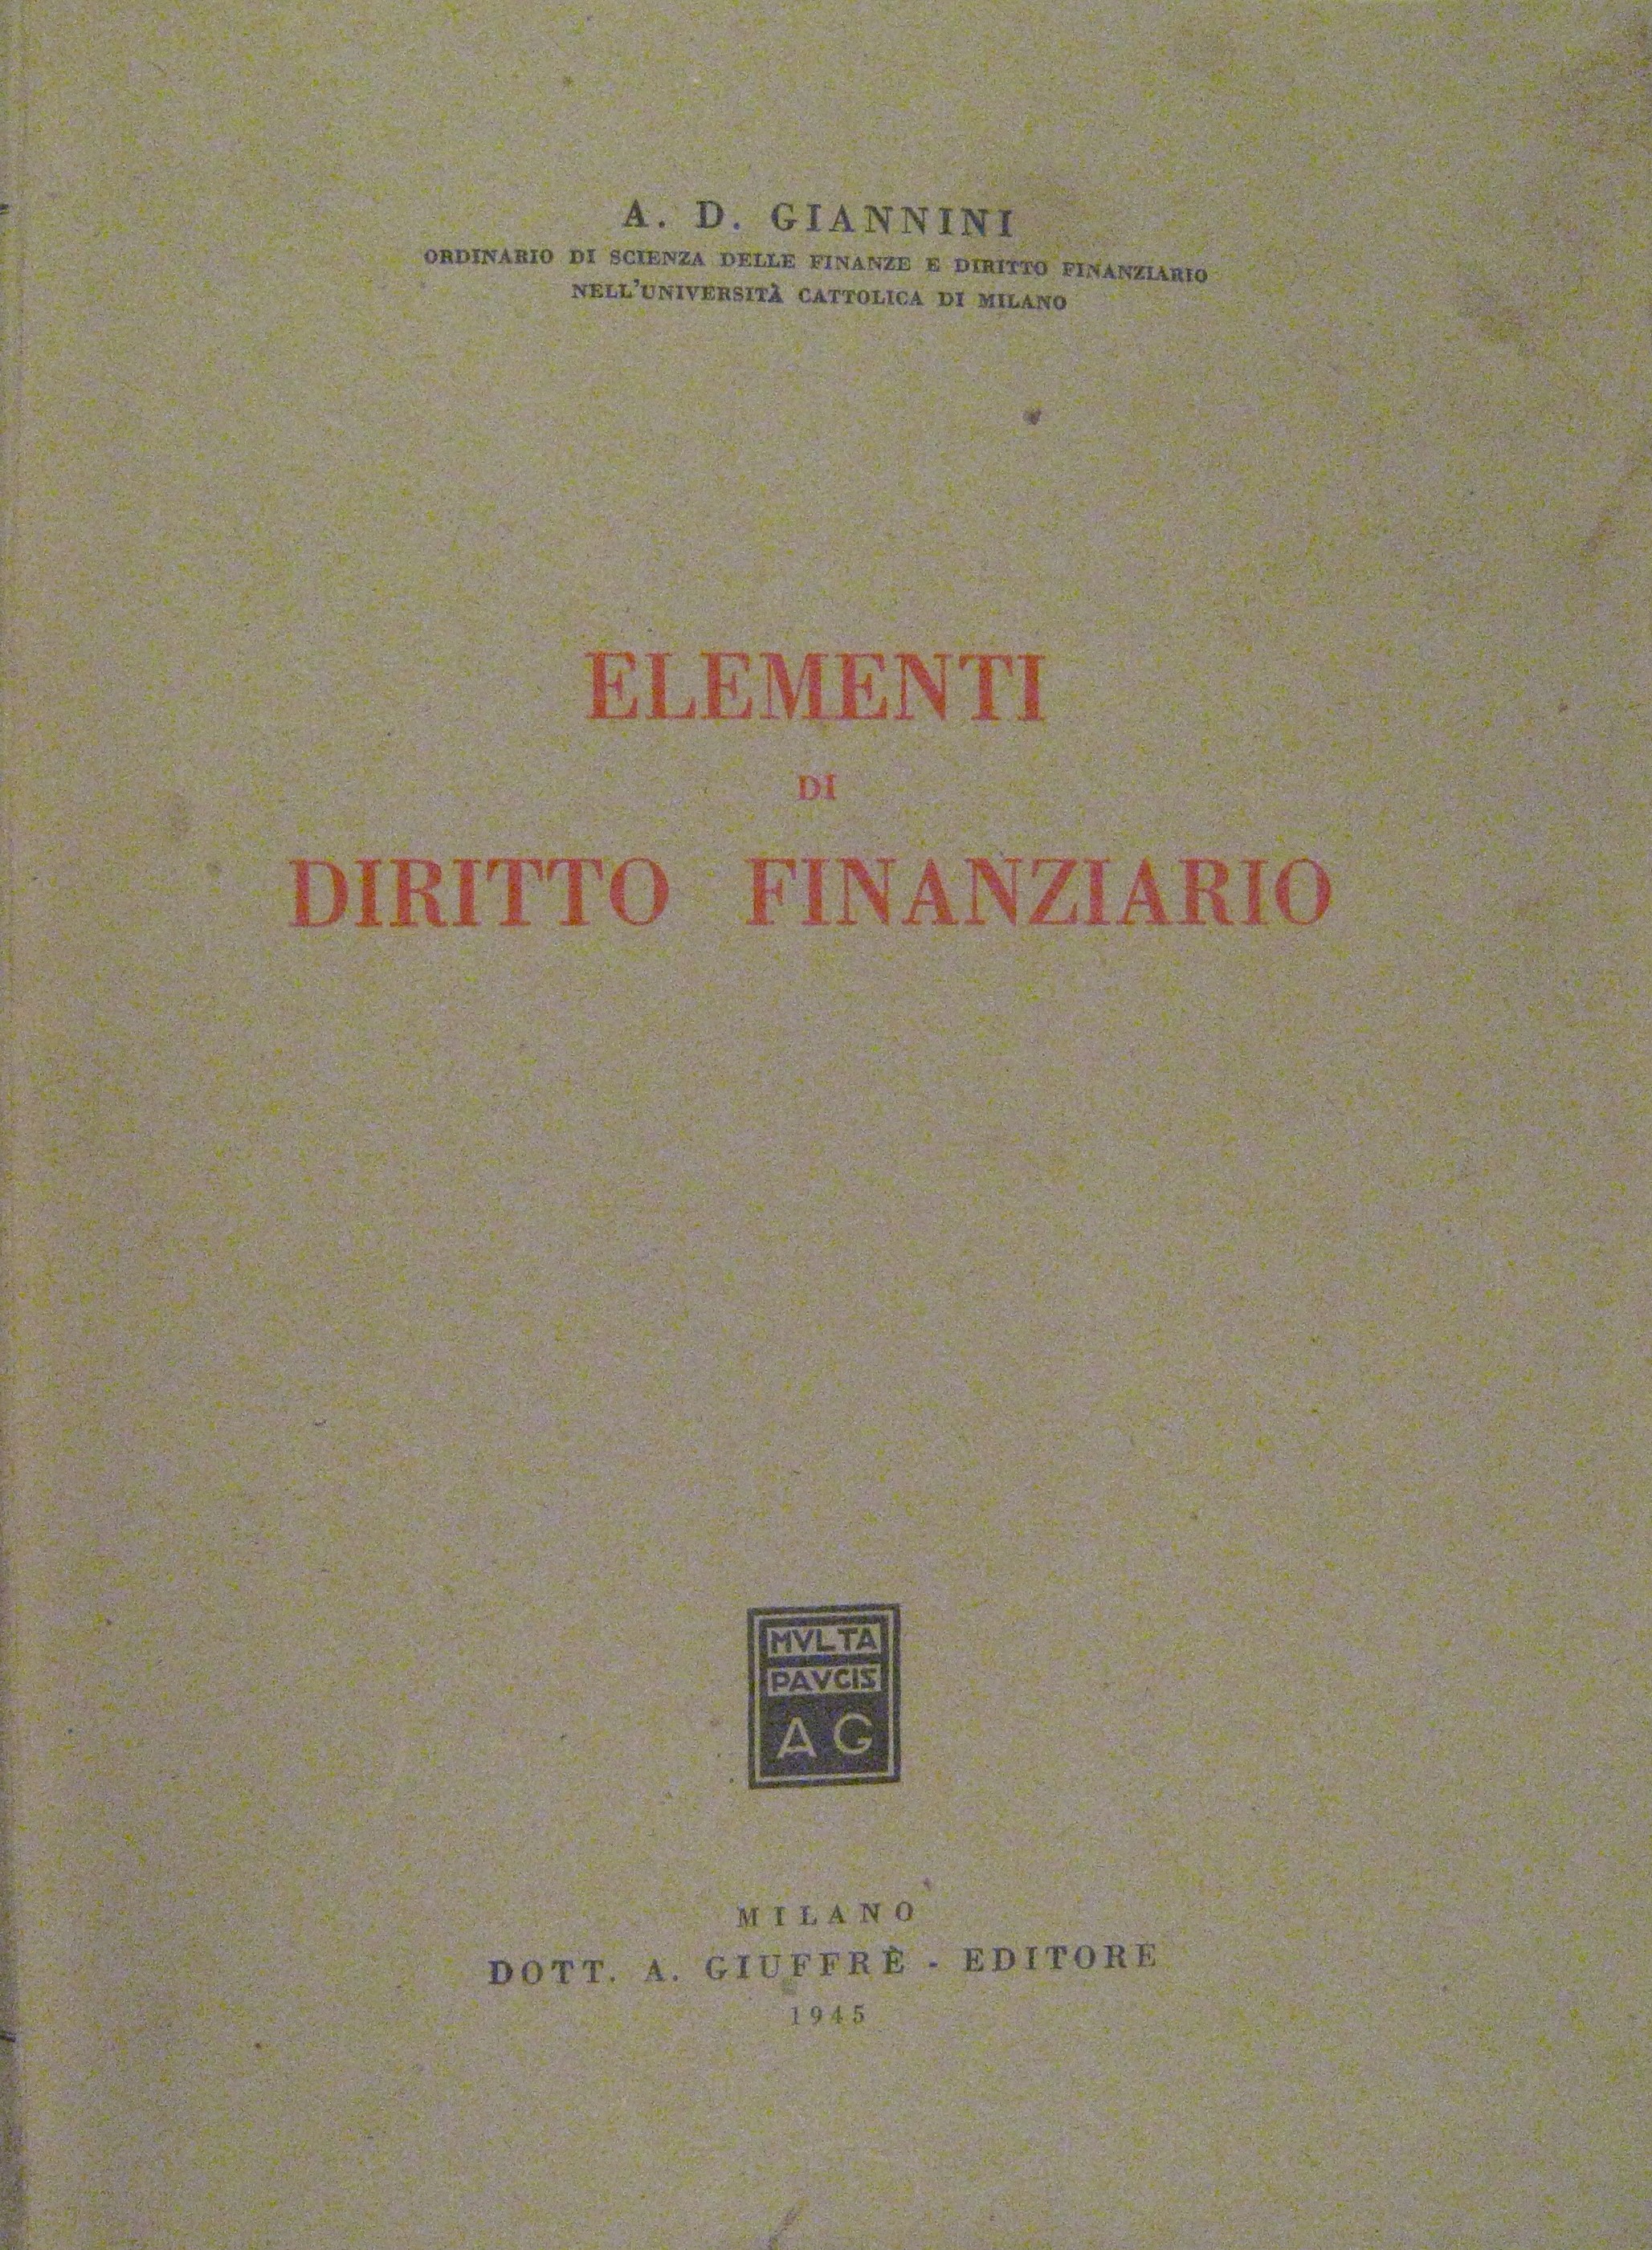 A. D. GIANNINI
ORDINARIO DI SCIENZA DELLE FINANZE E DIRITTO FINANZIARIO
NELL'UNIVERSITÀ CATTOLICA DI MILANO
ELEMENTI
DI
DIRITTO FINANZIARIO
MVLTA
PAVCIS
AG
MILANO
DOTT. A. GIUFFRÈ - EDITORE
1945